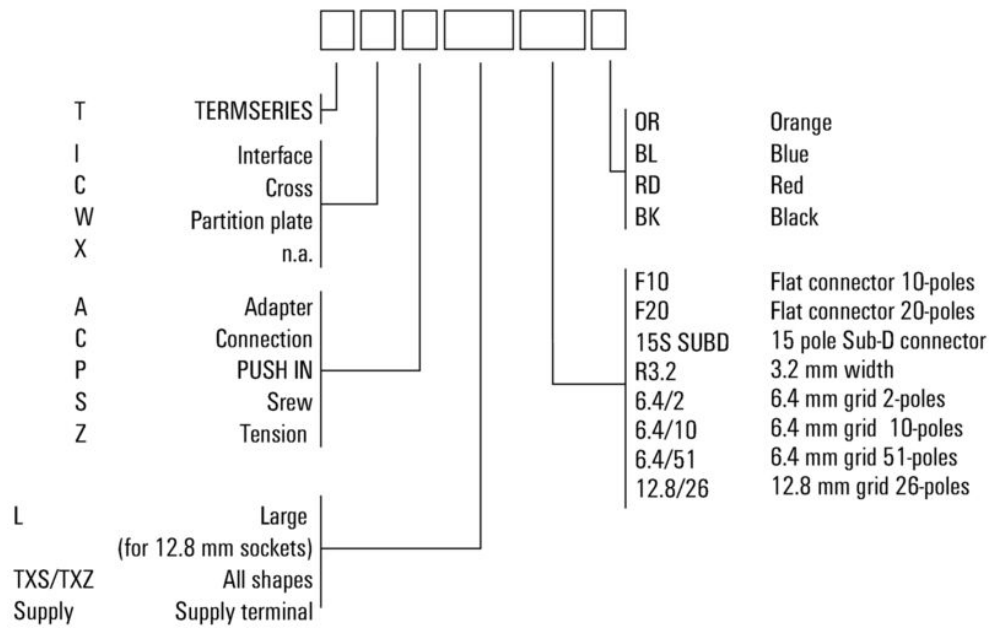 T TERMSERIES
I Interface
C Cross
W Partition plate
X n.a.
A Adapter
C Connection
P PUSH IN
S Srew
Z Tension
L Large
(for 12.8 mm sockets)
TXS/TXZ All shapes
Supply Supply terminal
OR Orange
BL Blue
RD Red
BK Black
F10 Flat connector 10-poles
F20 Flat connector 20-poles
15S SUBD 15 pole Sub-D connector
R3.2 3.2 mm width
6.4/2 6.4 mm grid 2-poles
6.4/10 6.4 mm grid 10-poles
6.4/51 6.4 mm grid 51-poles
12.8/26 12.8 mm grid 26-poles